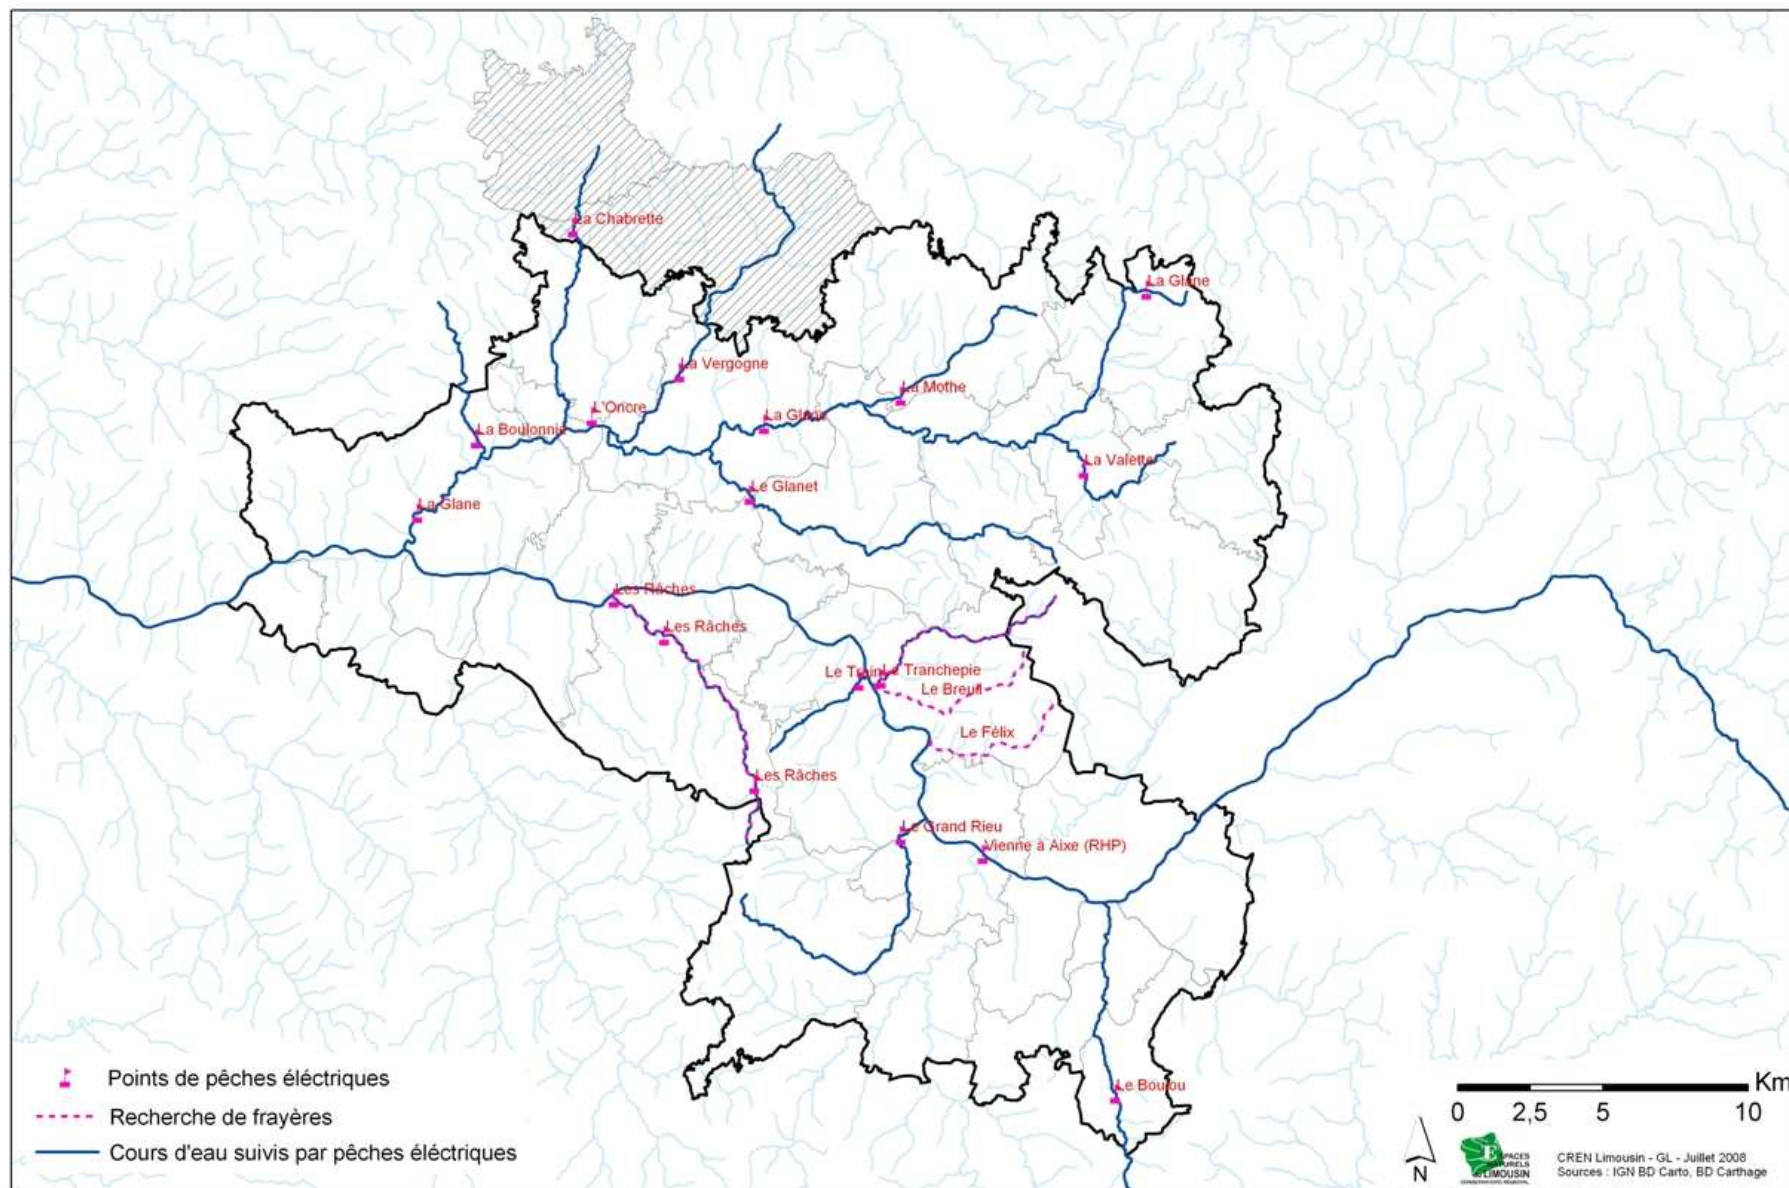 La Chabrette
La Glane
La Vergogne
La Mothe
L'Oncre
La Glane
La Boulonnie
La Valette
Le Glanet
La Glane
Les Râches
Les Râches
Le Tranchepie
Le Breuil
Le Félix
Les Râches
Le Grand Rieu
Vienne à Aixe (RHP)
Le Boulou
Points de pêches éléctriques
Recherche de frayères
Cours d'eau suivis par pêches éléctriques
Km
0 2,5 5 10
N
ESPACES
NATURELS
LIMOUSIN
CREN Limousin - GL - Juillet 2008
Sources : IGN BD Carto, BD Carthage